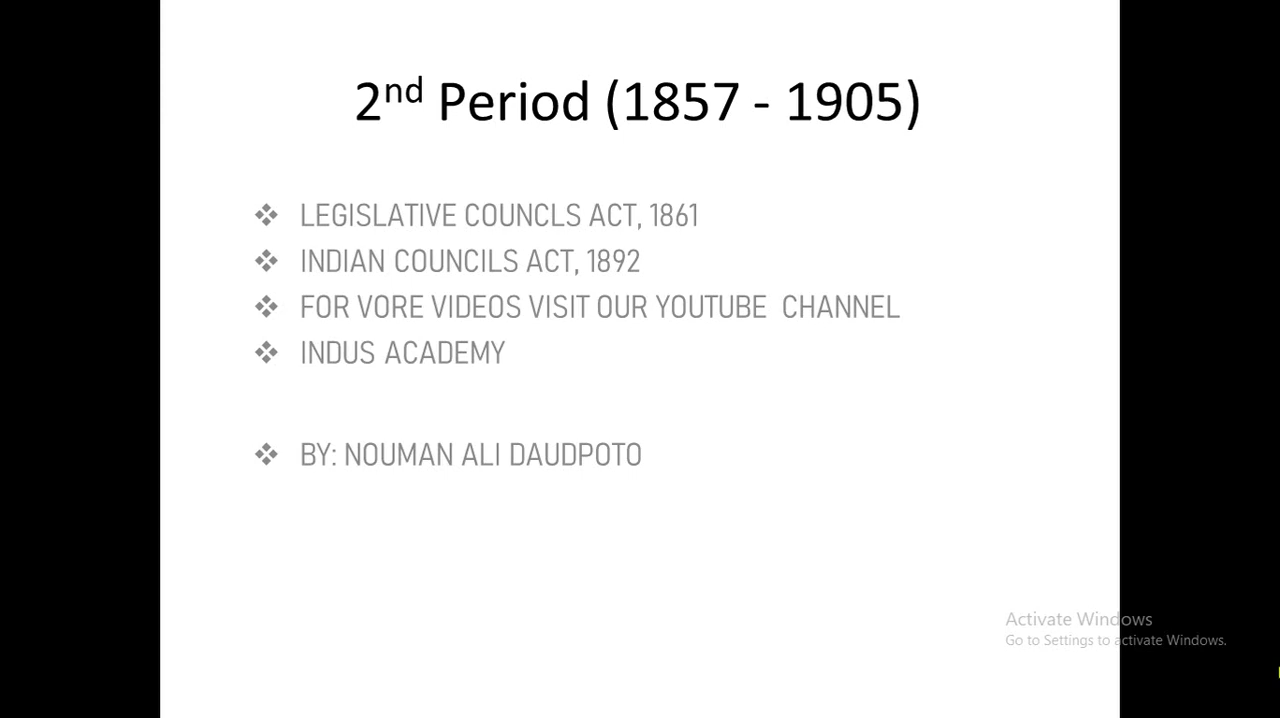 2nd Period (1857 - 1905)
❖ LEGISLATIVE COUNCLS ACT, 1861
❖ INDIAN COUNCILS ACT, 1892
❖ FOR VORE VIDEOS VISIT OUR YOUTUBE CHANNEL
❖ INDUS ACADEMY
❖ BY: NOUMAN ALI DAUDPOTO
Activate Windows
Go to Settings to activate Windows.